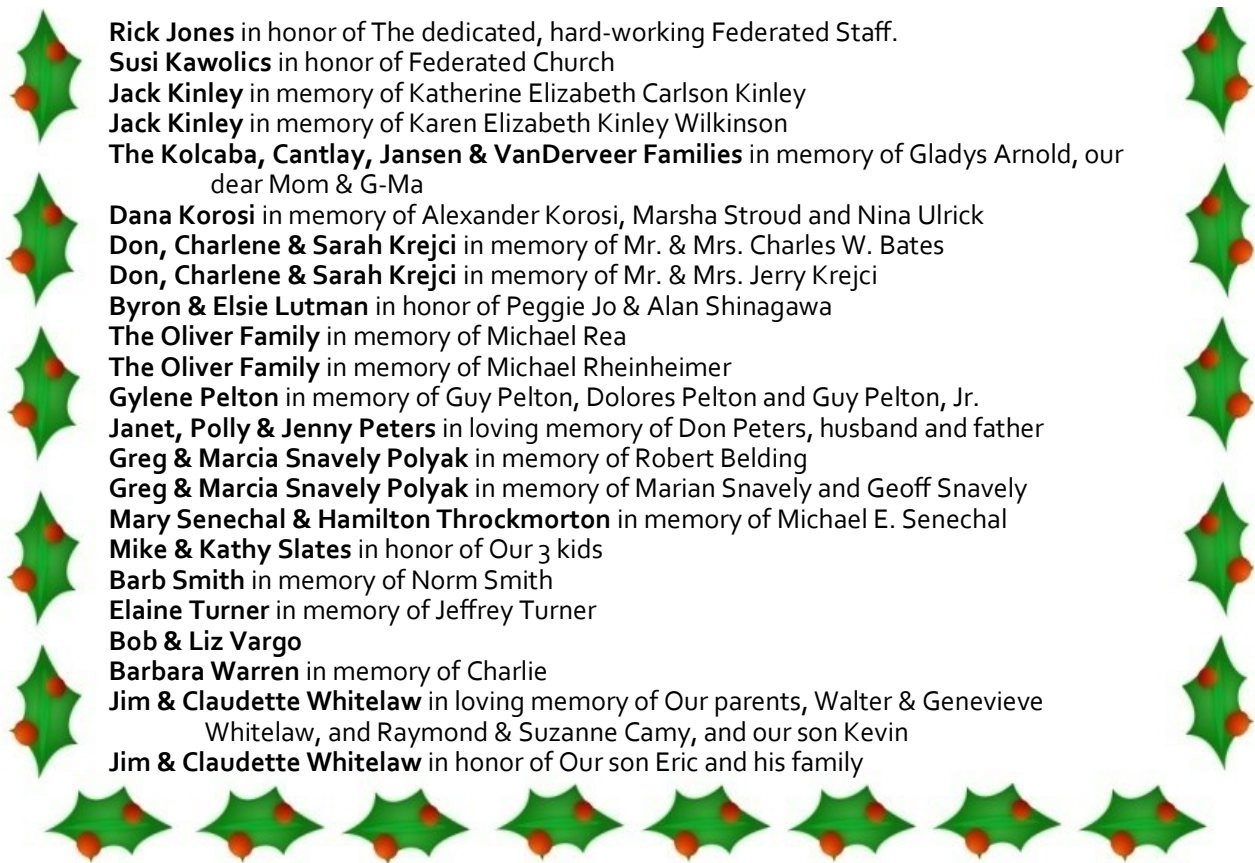 Rick Jones in honor of The dedicated, hard-working Federated Staff.
Susi Kawolics in honor of Federated Church
Jack Kinley in memory of Katherine Elizabeth Carlson Kinley
Jack Kinley in memory of Karen Elizabeth Kinley Wilkinson
The Kolcaba, Cantlay, Jansen & VanDerveer Families in memory of Gladys Arnold, our
dear Mom & G-Ma
Dana Korosi in memory of Alexander Korosi, Marsha Stroud and Nina Ulrick
Don, Charlene & Sarah Krejci in memory of Mr. & Mrs. Charles W. Bates
Don, Charlene & Sarah Krejci in memory of Mr. & Mrs. Jerry Krejci
Byron & Elsie Lutman in honor of Peggie Jo & Alan Shinagawa
The Oliver Family in memory of Michael Rea
The Oliver Family in memory of Michael Rheinheimer
Gylene Pelton in memory of Guy Pelton, Dolores Pelton and Guy Pelton, Jr.
Janet, Polly & Jenny Peters in loving memory of Don Peters, husband and father
Greg & Marcia Snavely Polyak in memory of Robert Belding
Greg & Marcia Snavely Polyak in memory of Marian Snavely and Geoff Snavely
Mary Senechal & Hamilton Throckmorton in memory of Michael E. Senechal
Mike & Kathy Slates in honor of Our 3 kids
Barb Smith in memory of Norm Smith
Elaine Turner in memory of Jeffrey Turner
Bob & Liz Vargo
Barbara Warren in memory of Charlie
Jim & Claudette Whitelaw in loving memory of Our parents, Walter & Genevieve
Whitelaw, and Raymond & Suzanne Camy, and our son Kevin
Jim & Claudette Whitelaw in honor of Our son Eric and his family